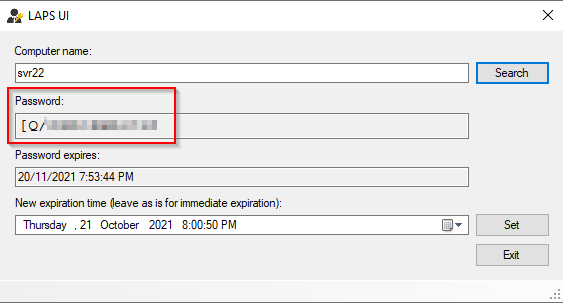 LAPS UI
Computer name:
svr22
Search
Password:
[Q/
Password expires:
20/11/2021 7:53:44 PM
New expiration time (leave as is for immediate expiration):
Thursday , 21 October 2021 8:00:50 PM
Set
Exit